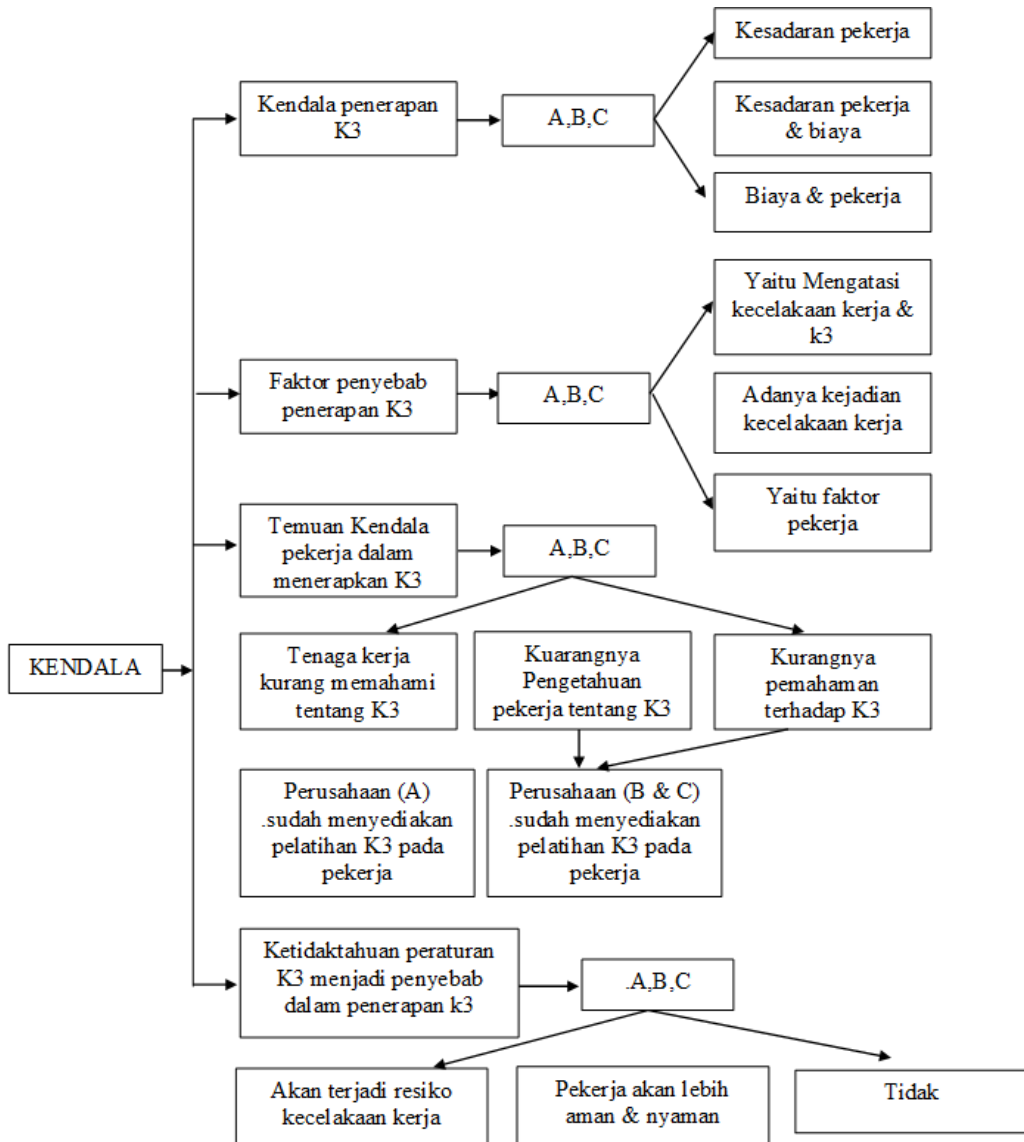 Kesadaran pekerja
Kendala penerapan
K3
A,B,C
Kesadaran pekerja
& biaya
Biaya & pekerja
Yaitu Mengatasi
kecelakaan kerja &
k3
Faktor penyebab
penerapan K3
A,B,C
Adanya kejadian
kecelakaan kerja
Yaitu faktor
pekerja
Temuan Kendala
pekerja dalam
menerapkan K3
A,B,C
KENDALA
Tenaga kerja
kurang memahami
tentang K3
Kuarangnya
Pengetahuan
pekerja tentang K3
Kurangnya
pemahaman
terhadap K3
Perusahaan (A)
.sudah menyediakan
pelatihan K3 pada
pekerja
Perusahaan (B & C)
.sudah menyediakan
pelatihan K3 pada
pekerja
Ketidaktahuan peraturan
K3 menjadi penyebab
dalam penerapan k3
.A,B,C
Akan terjadi resiko
kecelakaan kerja
Pekerja akan lebih
aman & nyaman
Tidak